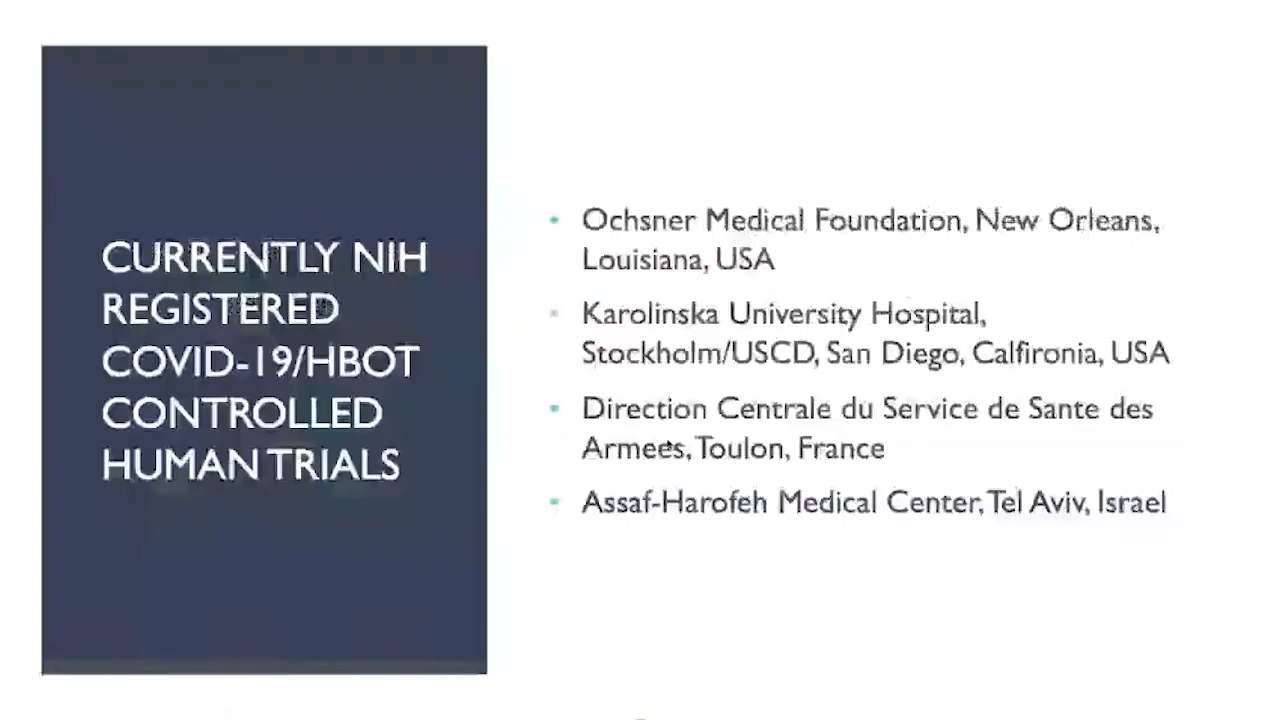 CURRENTLY NIH
REGISTERED
COVID-19/HBOT
CONTROLLED
HUMAN TRIALS
Ochsner Medical Foundation, New Orleans,
Louisiana, USA
Karolinska University Hospital,
Stockholm/USCD, San Diego, Calfironia, USA
Direction Centrale du Service de Sante des
Armees, Toulon, France
Assaf-Harofeh Medical Center, Tel Aviv, Israel